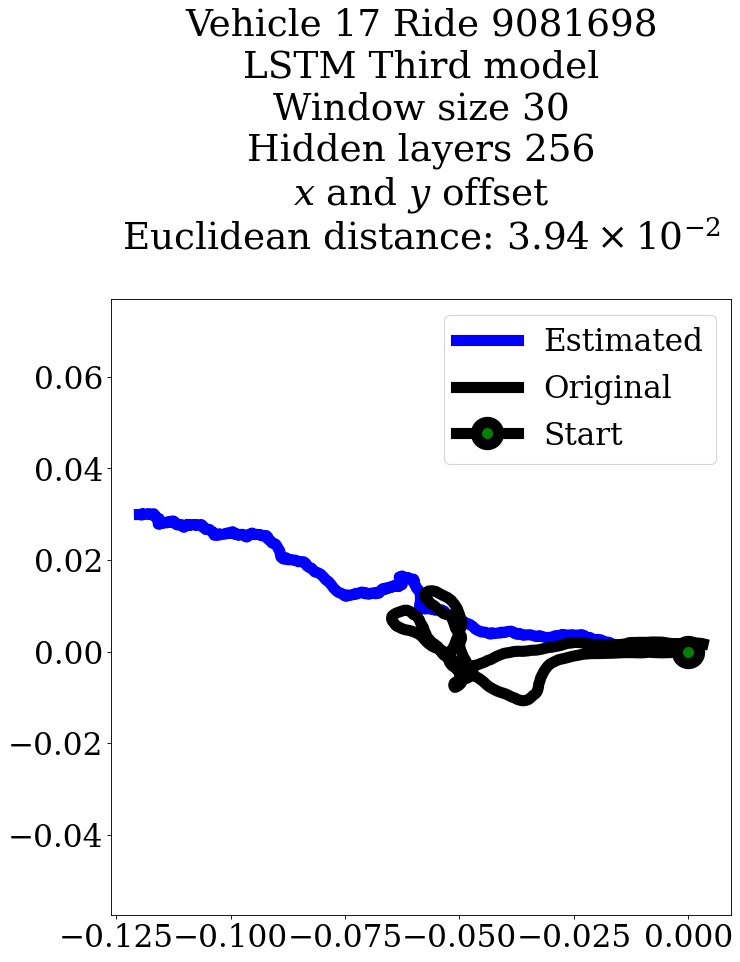 Vehicle 17 Ride 9081698
LSTM Third model
Window size 30
Hidden layers 256
x and y offset
Euclidean distance: 3.94 × 10⁻²
Estimated
Original
Start
0.06
0.04
0.02
0.00
−0.02
−0.04
−0.125 −0.100 −0.075 −0.050 −0.025 0.000